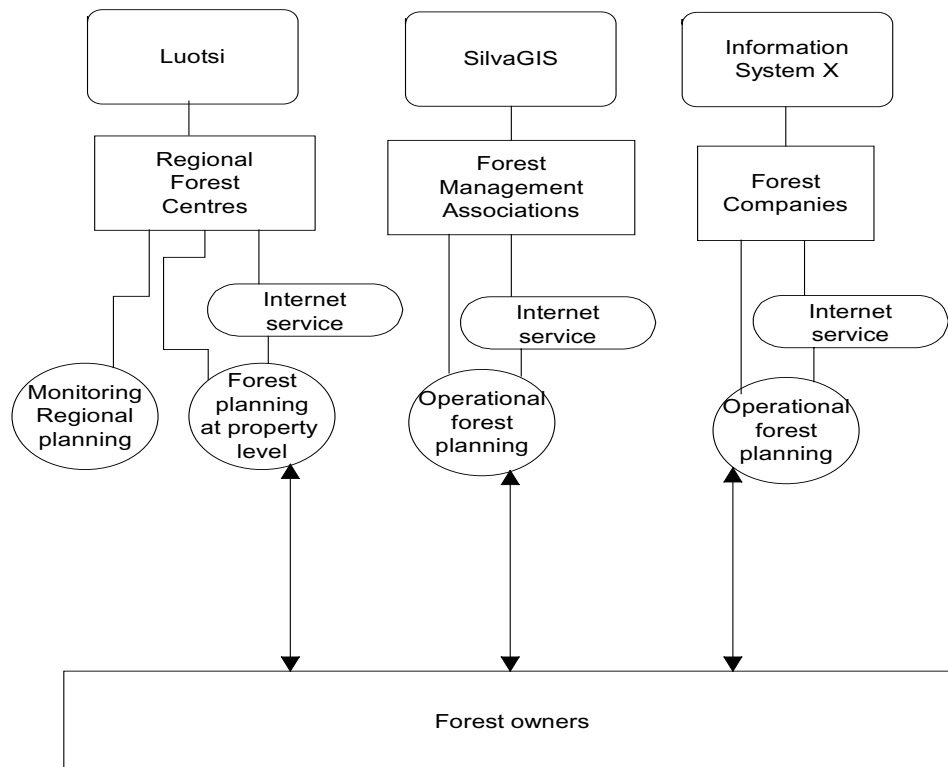 Luotsi
SilvaGIS
Information
System X
Regional
Forest
Centres
Forest
Management
Associations
Forest
Companies
Internet
service
Internet
service
Internet
service
Monitoring
Regional
planning
Forest
planning
at property
level
Operational
forest
planning
Operational
forest
planning
Forest owners